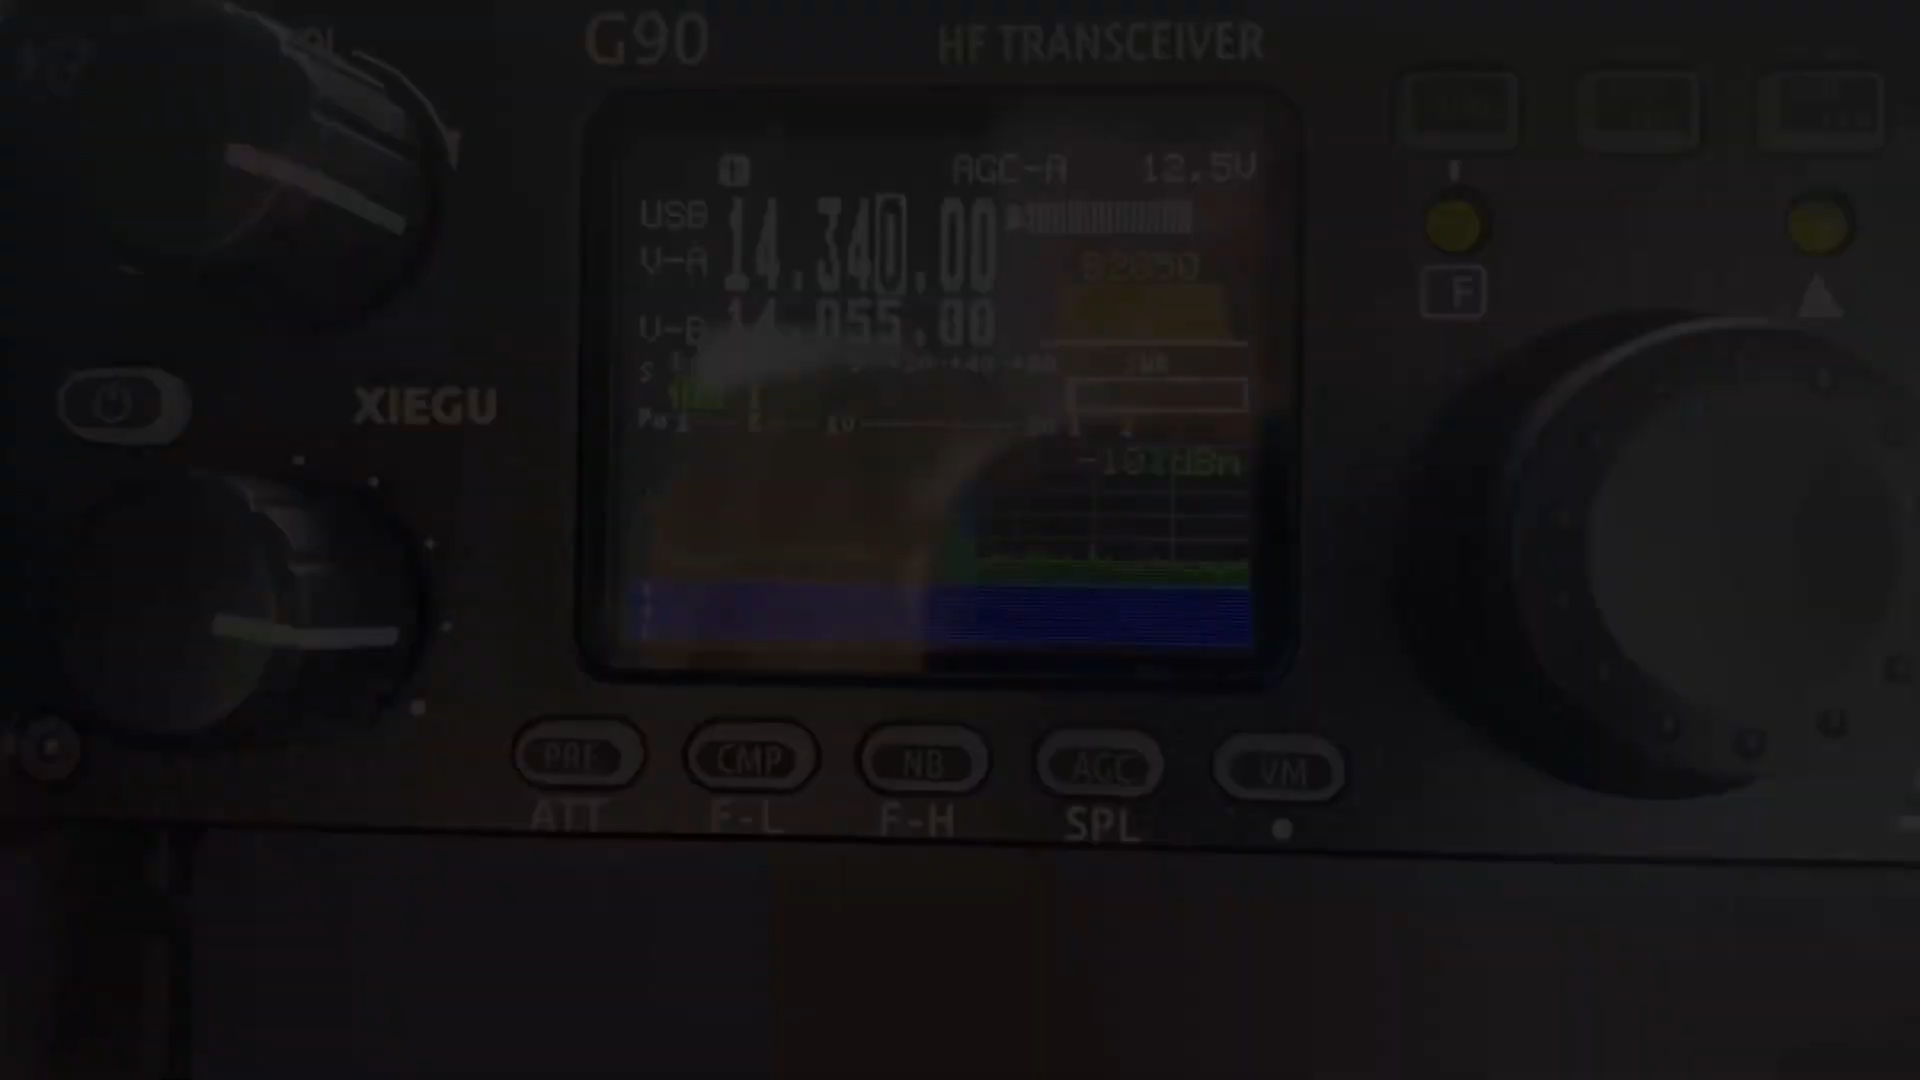 G90 HF TRANSCEIVER
AGC-A 12.5V
USB 14.340.00
V-A
V-B 14.055.00
S
SWR
Po
XIEGU
F
PRE CMP NB AGC VM
ATT F-L F-H SPL